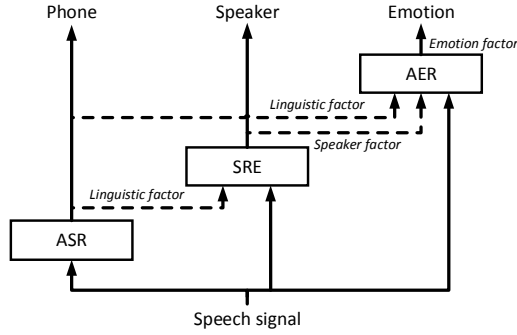 Phone
Speaker
Emotion
Emotion factor
AER
Linguistic factor
Speaker factor
SRE
Linguistic factor
ASR
Speech signal